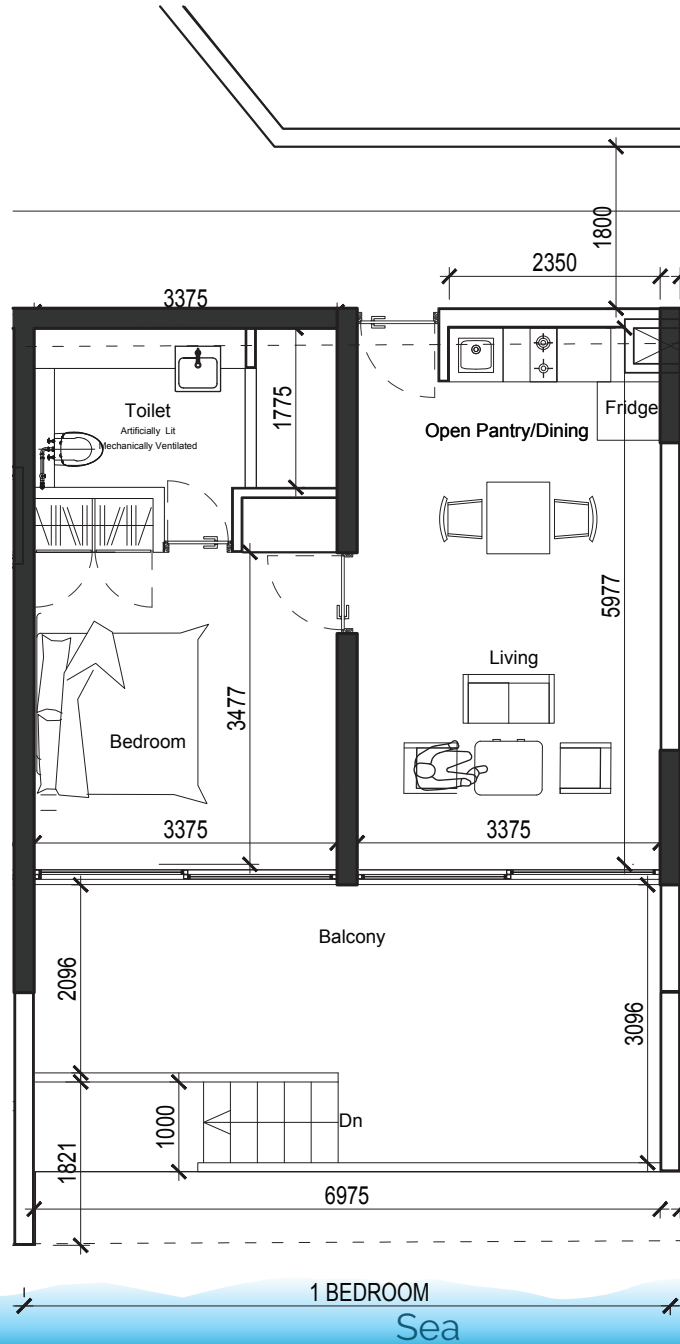 1800
2350
3375
Toilet
Artificially Lit
Mechanically Ventilated
1775
Fridge
Open Pantry/Dining
5977
Living
3477
Bedroom
3375
3375
Balcony
2096
3096
1000
Dn
1821
6975
1 BEDROOM
Sea